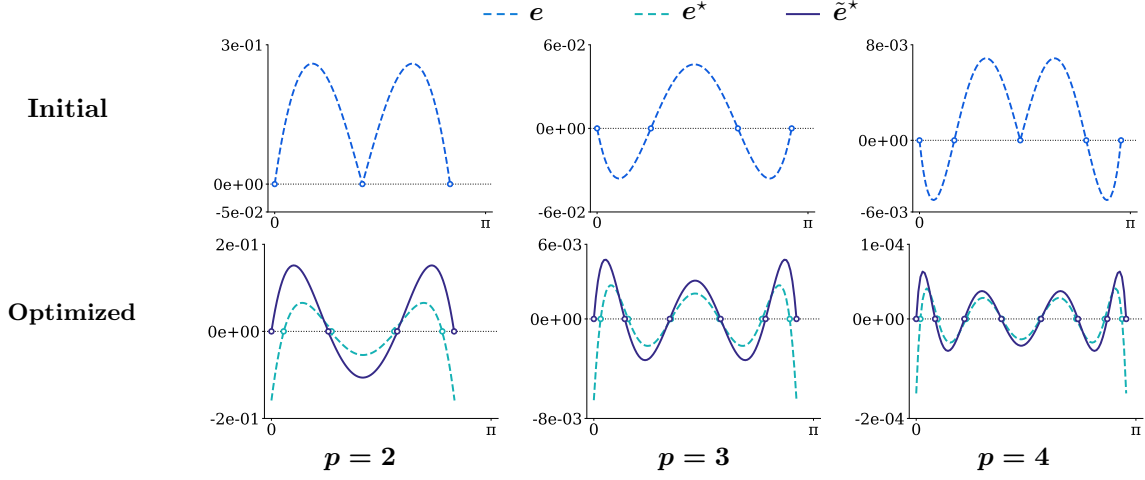 e e⋆ ẽ⋆
Initial
3e-01
0e+00
-5e-02
0 π
6e-02
0e+00
-6e-02
0 π
8e-03
0e+00
-6e-03
0 π
Optimized
2e-01
0e+00
-2e-01
0 π
6e-03
0e+00
-8e-03
0 π
1e-04
0e+00
-2e-04
0 π
p = 2 p = 3 p = 4